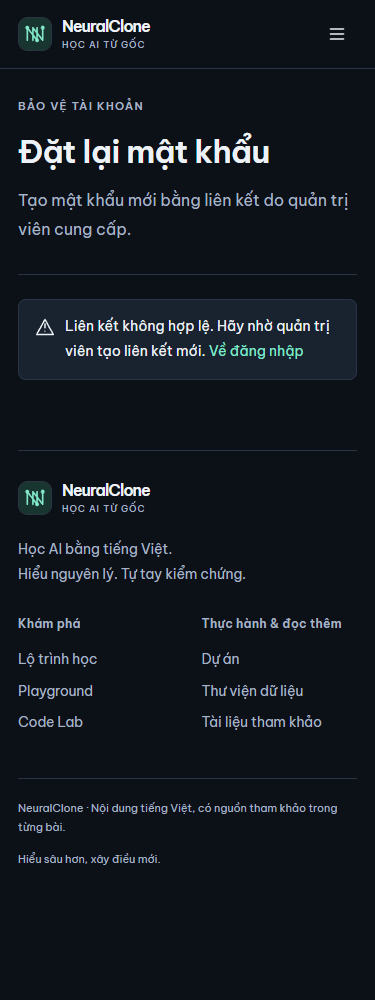 NeuralClone
HỌC AI TỪ GỐC
BẢO VỆ TÀI KHOẢN
Đặt lại mật khẩu
Tạo mật khẩu mới bằng liên kết do quản trị
viên cung cấp.
Liên kết không hợp lệ. Hãy nhờ quản trị
viên tạo liên kết mới. Về đăng nhập
NeuralClone
HỌC AI TỪ GỐC
Học AI bằng tiếng Việt.
Hiểu nguyên lý. Tự tay kiểm chứng.
Khám phá
Lộ trình học
Playground
Code Lab
Thực hành & đọc thêm
Dự án
Thư viện dữ liệu
Tài liệu tham khảo
NeuralClone · Nội dung tiếng Việt, có nguồn tham khảo trong
từng bài.
Hiểu sâu hơn, xây điều mới.